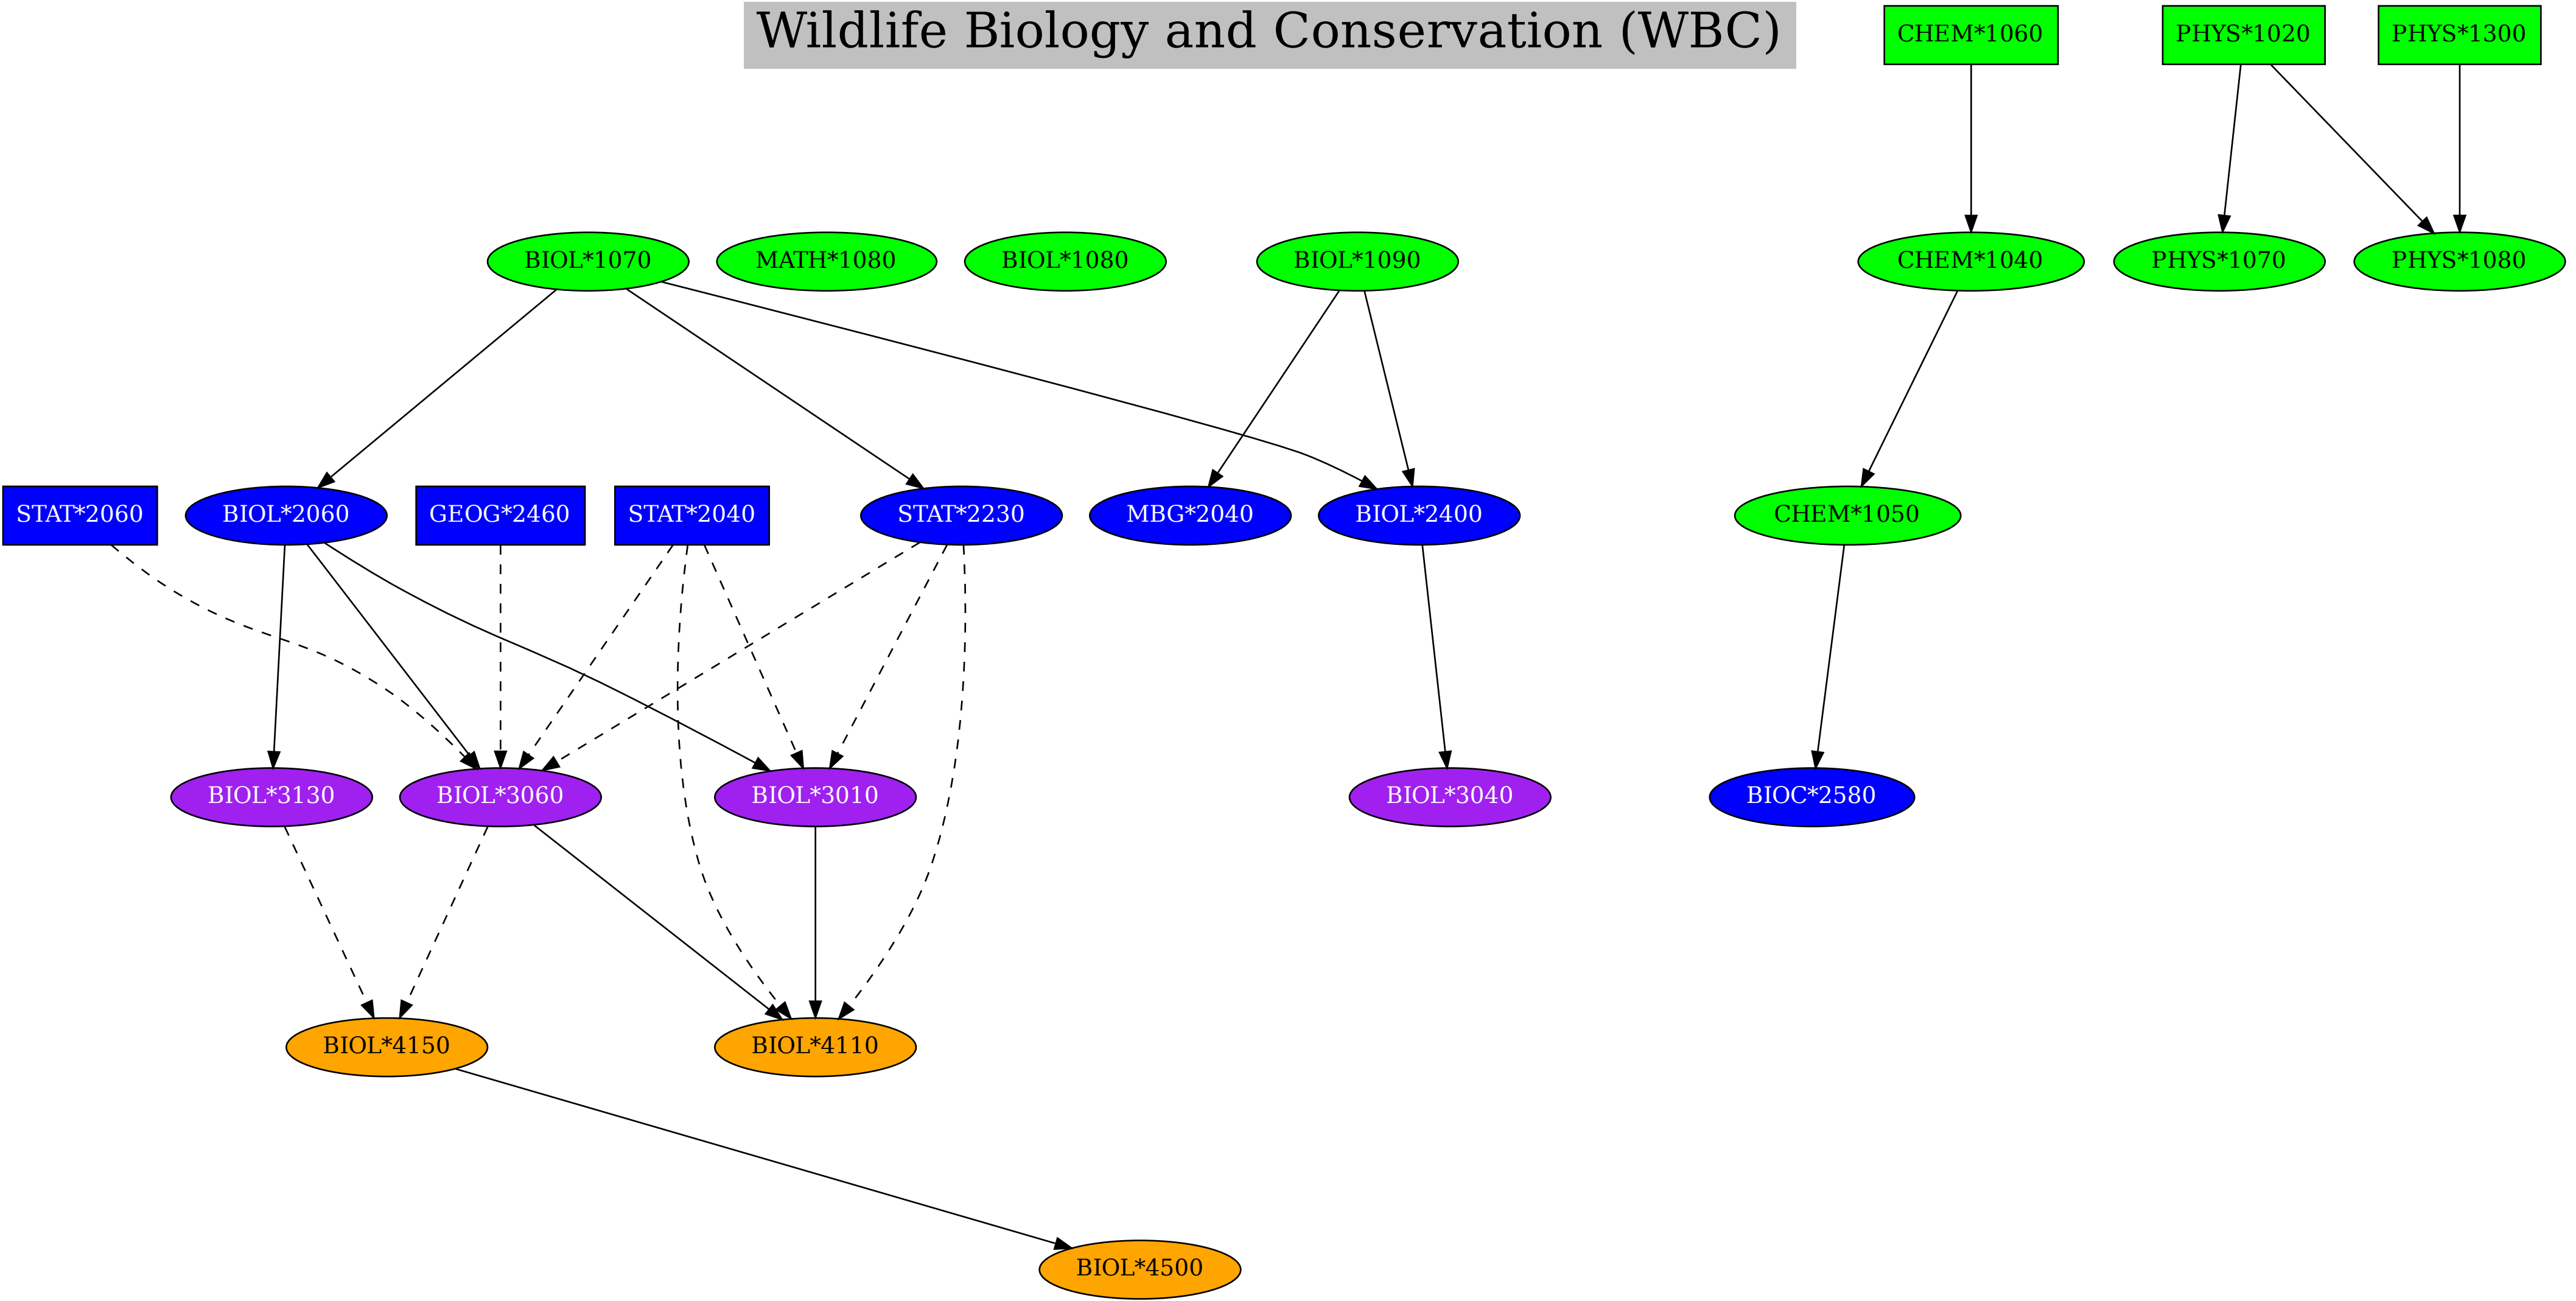 Wildlife Biology and Conservation (WBC)
CHEM*1060
PHYS*1020
PHYS*1300
BIOL*1070
MATH*1080
BIOL*1080
BIOL*1090
CHEM*1040
PHYS*1070
PHYS*1080
STAT*2060
BIOL*2060
GEOG*2460
STAT*2040
STAT*2230
MBG*2040
BIOL*2400
CHEM*1050
BIOL*3130
BIOL*3060
BIOL*3010
BIOL*3040
BIOC*2580
BIOL*4150
BIOL*4110
BIOL*4500